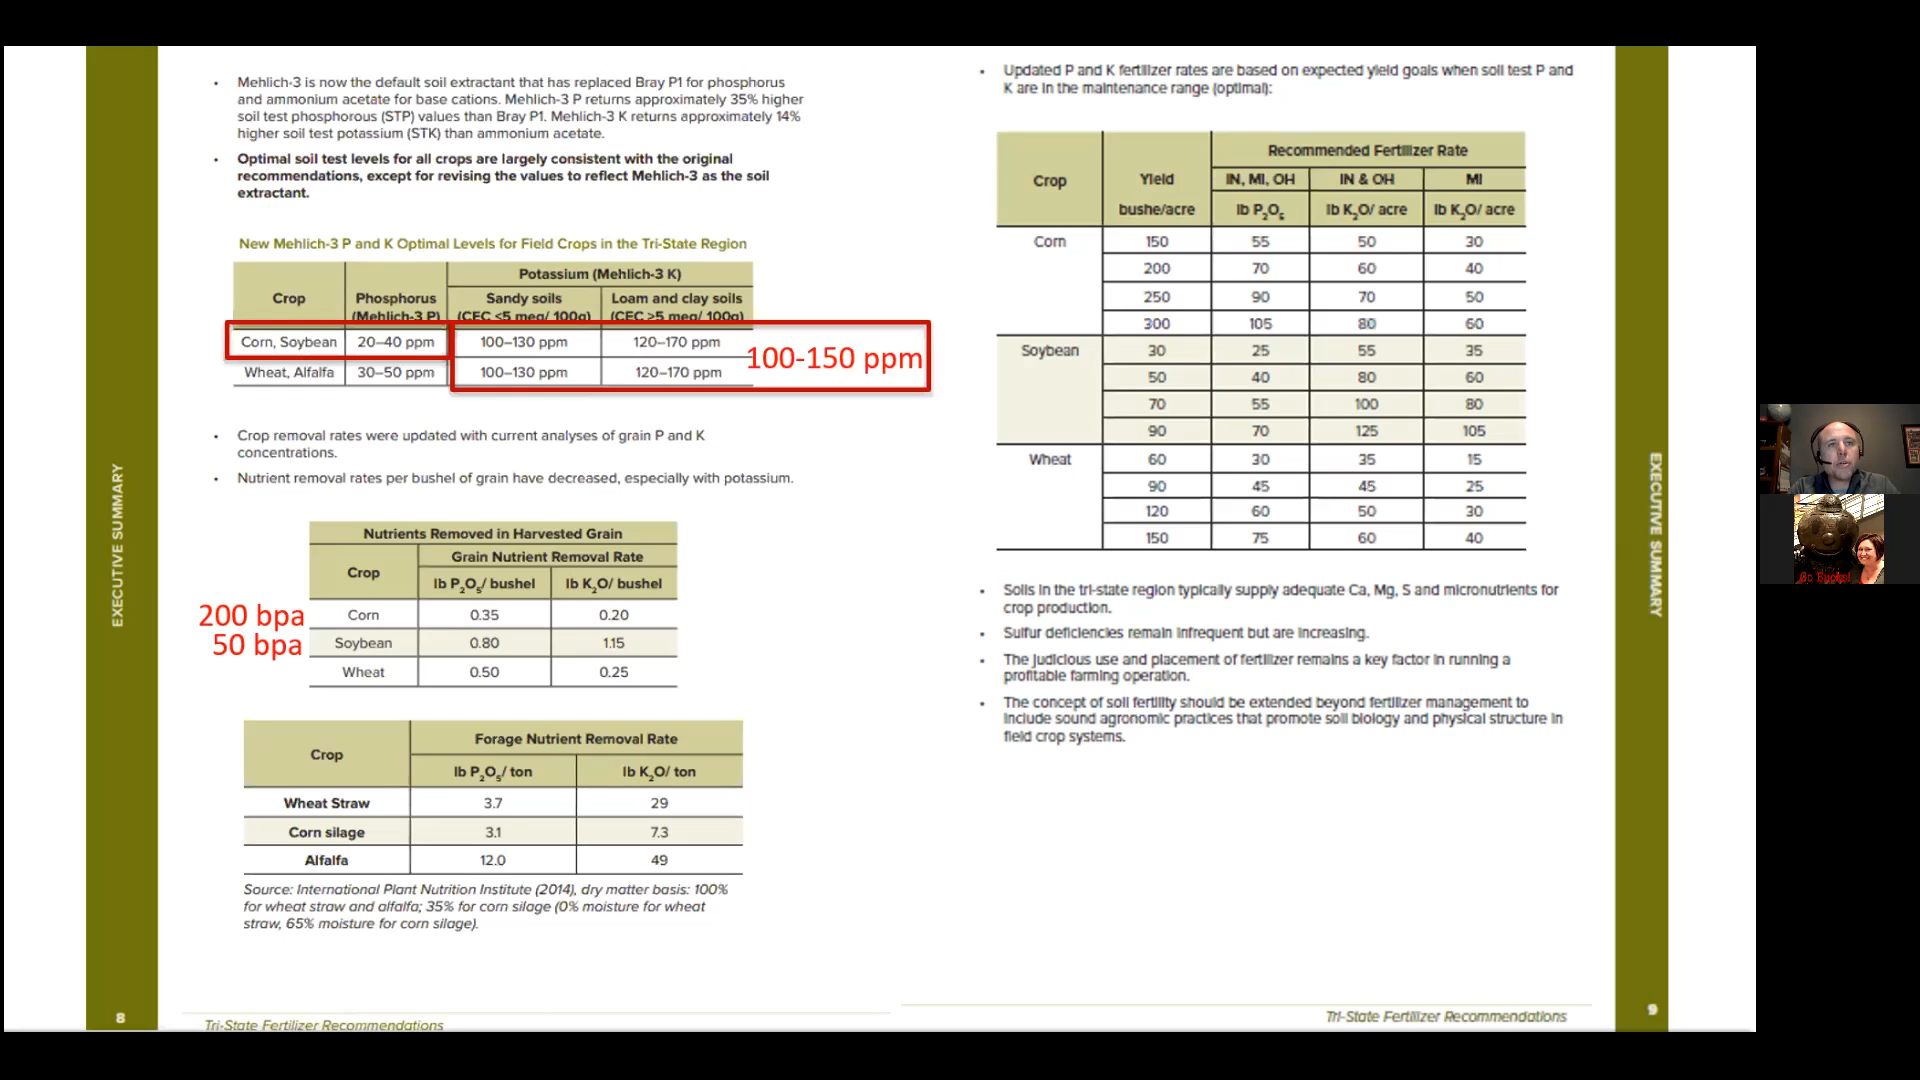 • Mehlich-3 is now the default soil extractant that has replaced Bray P1 for phosphorus
and ammonium acetate for base cations. Mehlich-3 P returns approximately 35% higher
soil test phosphorous (STP) values than Bray P1. Mehlich-3 K returns approximately 14%
higher soil test potassium (STK) than ammonium acetate.
• Optimal soil test levels for all crops are largely consistent with the original
recommendations, except for revising the values to reflect Mehlich-3 as the soil
extractant.
New Mehlich-3 P and K Optimal Levels for Field Crops in the Tri-State Region
Potassium (Mehlich-3 K)
Crop Phosphorus Sandy soils Loam and clay soils
(Mehlich-3 P) (CEC <5 meq/ 100g) (CEC >5 meq/ 100g)
Corn, Soybean 20–40 ppm 100–130 ppm 120–170 ppm
100-150 ppm
Wheat, Alfalfa 30–50 ppm 100–130 ppm 120–170 ppm
• Crop removal rates were updated with current analyses of grain P and K
concentrations.
• Nutrient removal rates per bushel of grain have decreased, especially with potassium.
Nutrients Removed in Harvested Grain
Grain Nutrient Removal Rate
Crop
lb P2O5/ bushel lb K2O/ bushel
200 bpa Corn 0.35 0.20
50 bpa Soybean 0.80 1.15
Wheat 0.50 0.25
Forage Nutrient Removal Rate
Crop
lb P2O5/ ton lb K2O/ ton
Wheat Straw 3.7 29
Corn silage 3.1 7.3
Alfalfa 12.0 49
Source: International Plant Nutrition Institute (2014), dry matter basis: 100%
for wheat straw and alfalfa; 35% for corn silage (0% moisture for wheat
straw, 65% moisture for corn silage).
EXECUTIVE SUMMARY
8
Tri-State Fertilizer Recommendations
• Updated P and K fertilizer rates are based on expected yield goals when soil test P and
K are in the maintenance range (optimal):
Recommended Fertilizer Rate
Crop Yield IN, MI, OH IN & OH MI
bushe/acre lb P2O5 lb K2O/ acre lb K2O/ acre
Corn 150 55 50 30
200 70 60 40
250 90 70 50
300 105 80 60
Soybean 30 25 55 35
50 40 80 60
70 55 100 80
90 70 125 105
Wheat 60 30 35 15
90 45 45 25
120 60 50 30
150 75 60 40
• Soils in the tri-state region typically supply adequate Ca, Mg, S and micronutrients for
crop production.
• Sulfur deficiencies remain infrequent but are increasing.
• The judicious use and placement of fertilizer remains a key factor in running a
profitable farming operation.
• The concept of soil fertility should be extended beyond fertilizer management to
include sound agronomic practices that promote soil biology and physical structure in
field crop systems.
EXECUTIVE SUMMARY
Tri-State Fertilizer Recommendations
9
Go Bucks!